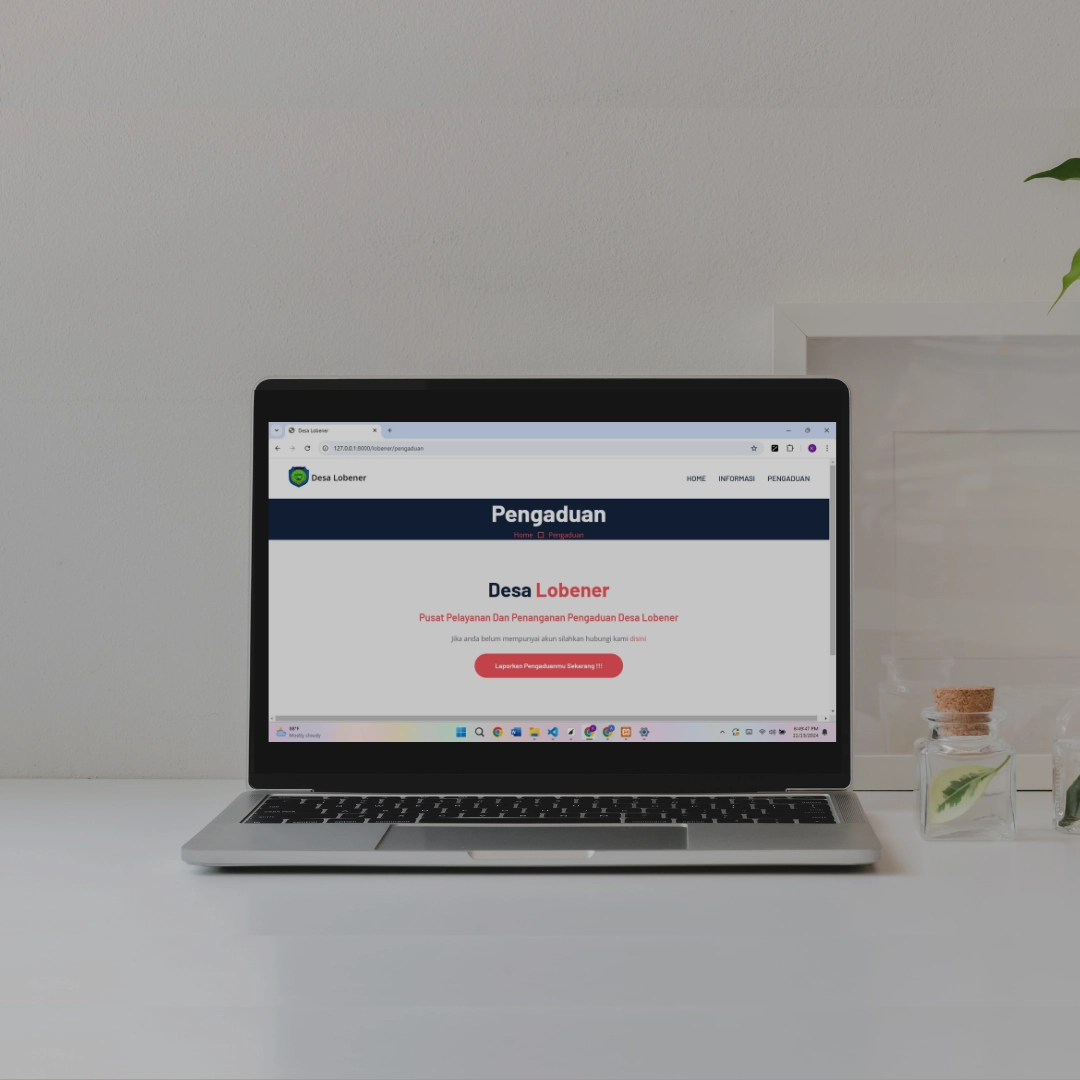 Desa Lobener
127.0.0.1:8000/lobener/pengaduan
Desa Lobener
HOME INFORMASI PENGADUAN
Pengaduan
Home Pengaduan
Desa Lobener
Pusat Pelayanan Dan Penanganan Pengaduan Desa Lobener
Jika anda belum mempunyai akun silahkan hubungi kami disini
Laporkan Pengaduanmu Sekarang !!!
Mostly cloudy